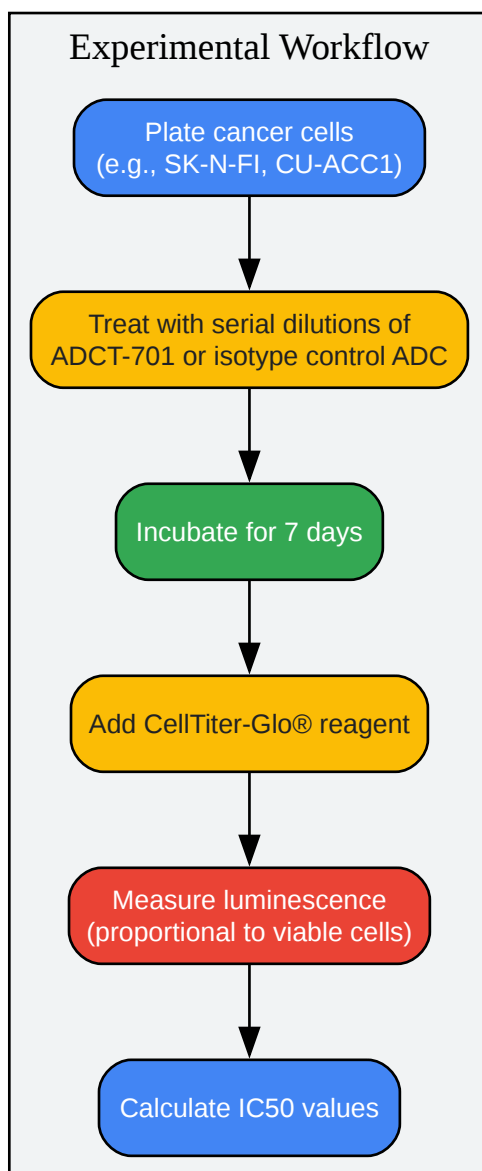 Experimental Workflow
Plate cancer cells
(e.g., SK-N-FI, CU-ACC1)
Treat with serial dilutions of
ADCT-701 or isotype control ADC
Incubate for 7 days
Add CellTiter-Glo® reagent
Measure luminescence
(proportional to viable cells)
Calculate IC50 values